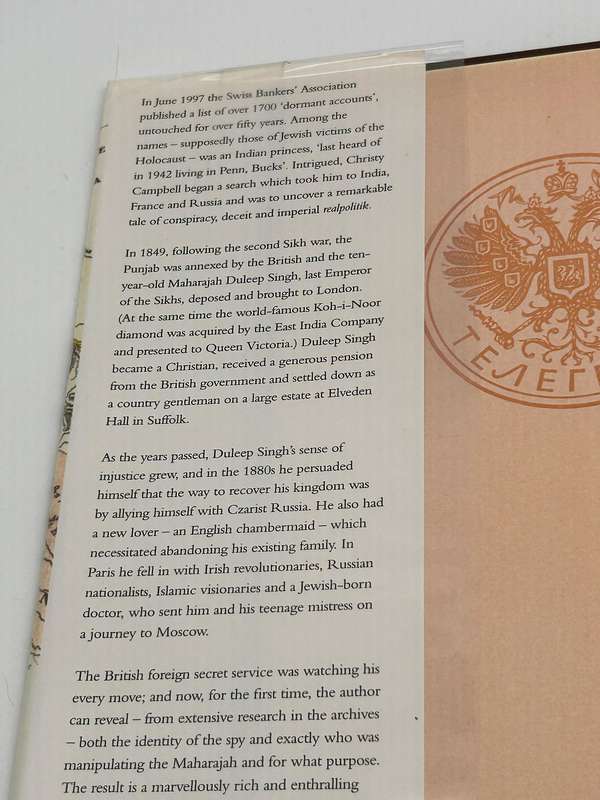 In June 1997 the Swiss Bankers' Association
published a list of over 1700 'dormant accounts',
untouched for over fifty years. Among the
names – supposedly those of Jewish victims of the
Holocaust – was an Indian princess, 'last heard of
in 1942 living in Penn, Bucks'. Intrigued, Christy
Campbell began a search which took him to India,
France and Russia and was to uncover a remarkable
tale of conspiracy, deceit and imperial realpolitik.
In 1849, following the second Sikh war, the
Punjab was annexed by the British and the ten-
year-old Maharajah Duleep Singh, last Emperor
of the Sikhs, deposed and brought to London.
(At the same time the world-famous Koh-i-Noor
diamond was acquired by the East India Company
and presented to Queen Victoria.) Duleep Singh
became a Christian, received a generous pension
from the British government and settled down as
a country gentleman on a large estate at Elveden
Hall in Suffolk.
As the years passed, Duleep Singh's sense of
injustice grew, and in the 1880s he persuaded
himself that the way to recover his kingdom was
by allying himself with Czarist Russia. He also had
a new lover – an English chambermaid – which
necessitated abandoning his existing family. In
Paris he fell in with Irish revolutionaries, Russian
nationalists, Islamic visionaries and a Jewish-born
doctor, who sent him and his teenage mistress on
a journey to Moscow.
The British foreign secret service was watching his
every move; and now, for the first time, the author
can reveal – from extensive research in the archives
– both the identity of the spy and exactly who was
manipulating the Maharajah and for what purpose.
The result is a marvellously rich and enthralling
ТЕЛЕГР